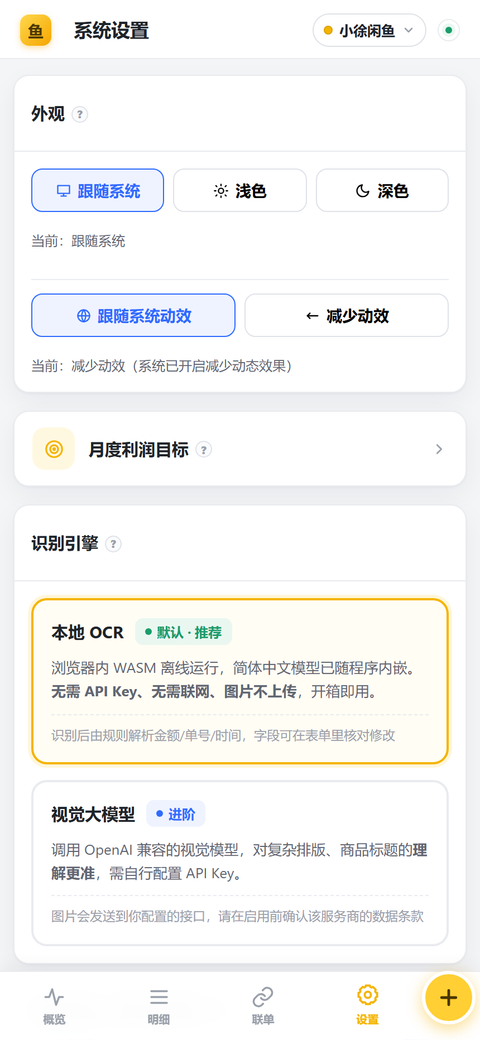 鱼 系统设置 小徐闲鱼
外观 ?
跟随系统 浅色 深色
当前：跟随系统
跟随系统动效 减少动效
当前：减少动效（系统已开启减少动态效果）
月度利润目标 ?
识别引擎 ?
本地 OCR 默认 · 推荐
浏览器内 WASM 离线运行，简体中文模型已随程序内嵌。
无需 API Key、无需联网、图片不上传，开箱即用。
识别后由规则解析金额/单号/时间，字段可在表单里核对修改
视觉大模型 进阶
调用 OpenAI 兼容的视觉模型，对复杂排版、商品标题的理
解更准，需自行配置 API Key。
图片会发送到你配置的接口，请在启用前确认该服务商的数据条款
概览 明细 联单 设置